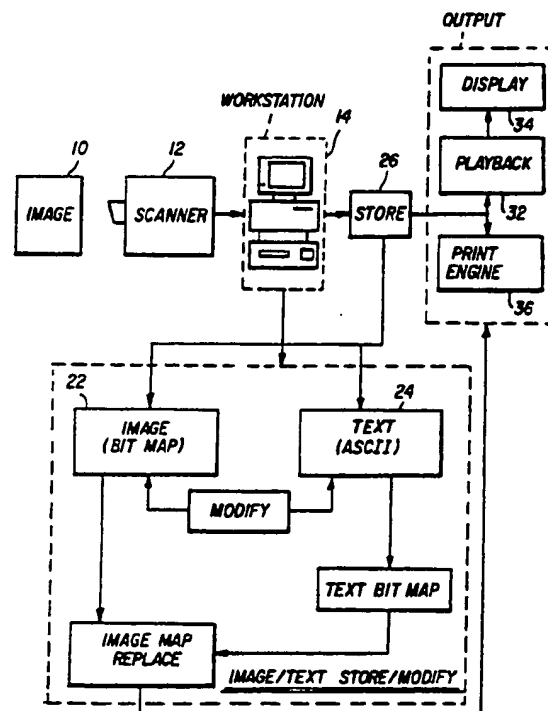 OUTPUT
DISPLAY
34
WORKSTATION
14
10
12
26
PLAYBACK
32
IMAGE
SCANNER
STORE
PRINT
ENGINE
36
22
24
IMAGE
(BIT MAP)
TEXT
(ASCII)
MODIFY
TEXT BIT MAP
IMAGE MAP
REPLACE
IMAGE/TEXT STORE/MODIFY